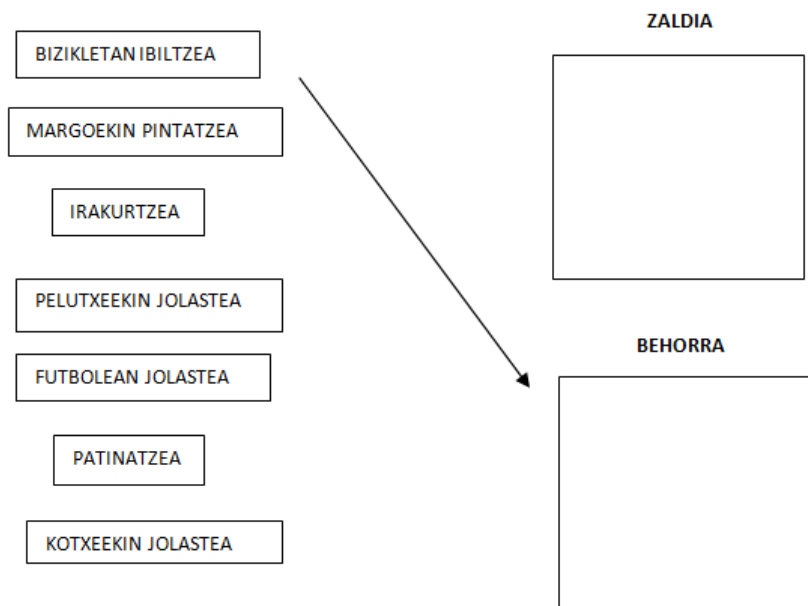 ZALDIA
BIZIKLETAN IBILTZEA
MARGOEKIN PINTATZEA
IRAKURTZEA
PELUTXEEKIN JOLASTEA
BEHORRA
FUTBOLEAN JOLASTEA
PATINATZEA
KOTXEEKIN JOLASTEA